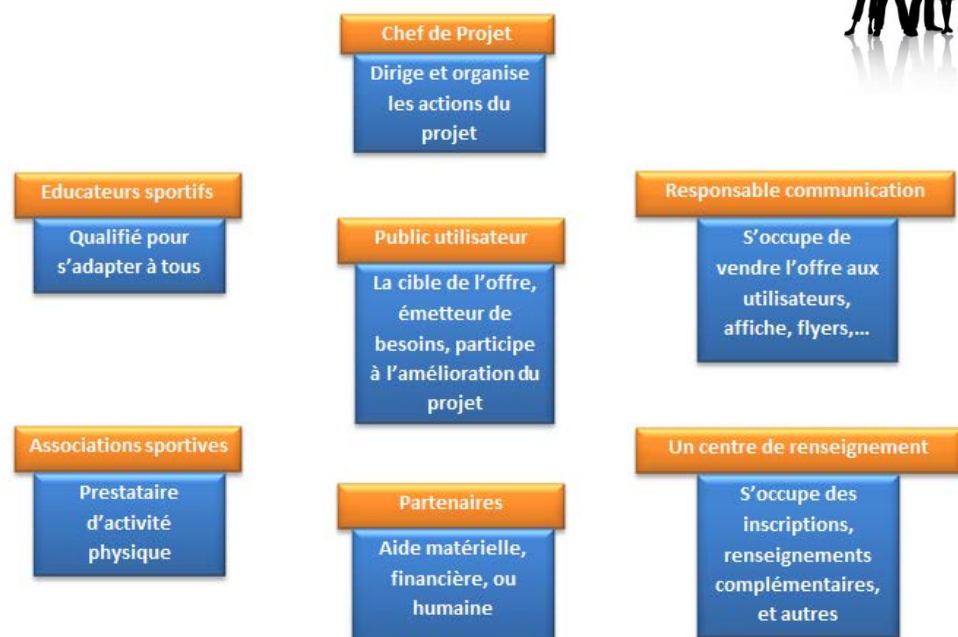 Chef de Projet
Dirige et organise
les actions du
projet
Educateurs sportifs
Qualifié pour
s’adapter à tous
Public utilisateur
La cible de l’offre,
émetteur de
besoins, participe
à l’amélioration du
projet
Responsable communication
S’occupe de
vendre l’offre aux
utilisateurs,
affiche, flyers,...
Associations sportives
Prestataire
d’activité
physique
Partenaires
Aide matérielle,
financière, ou
humaine
Un centre de renseignement
S’occupe des
inscriptions,
renseignements
complémentaires,
et autres